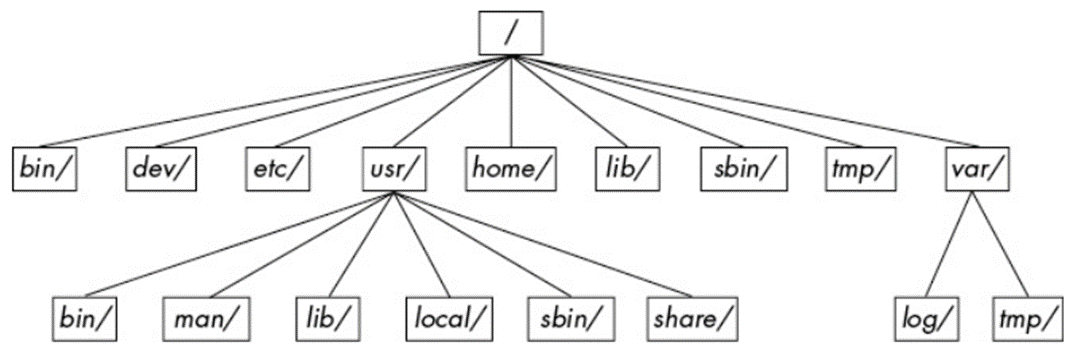 /
bin/ dev/ etc/ usr/ home/ lib/ sbin/ tmp/ var/
bin/ man/ lib/ local/ sbin/ share/ log/ tmp/